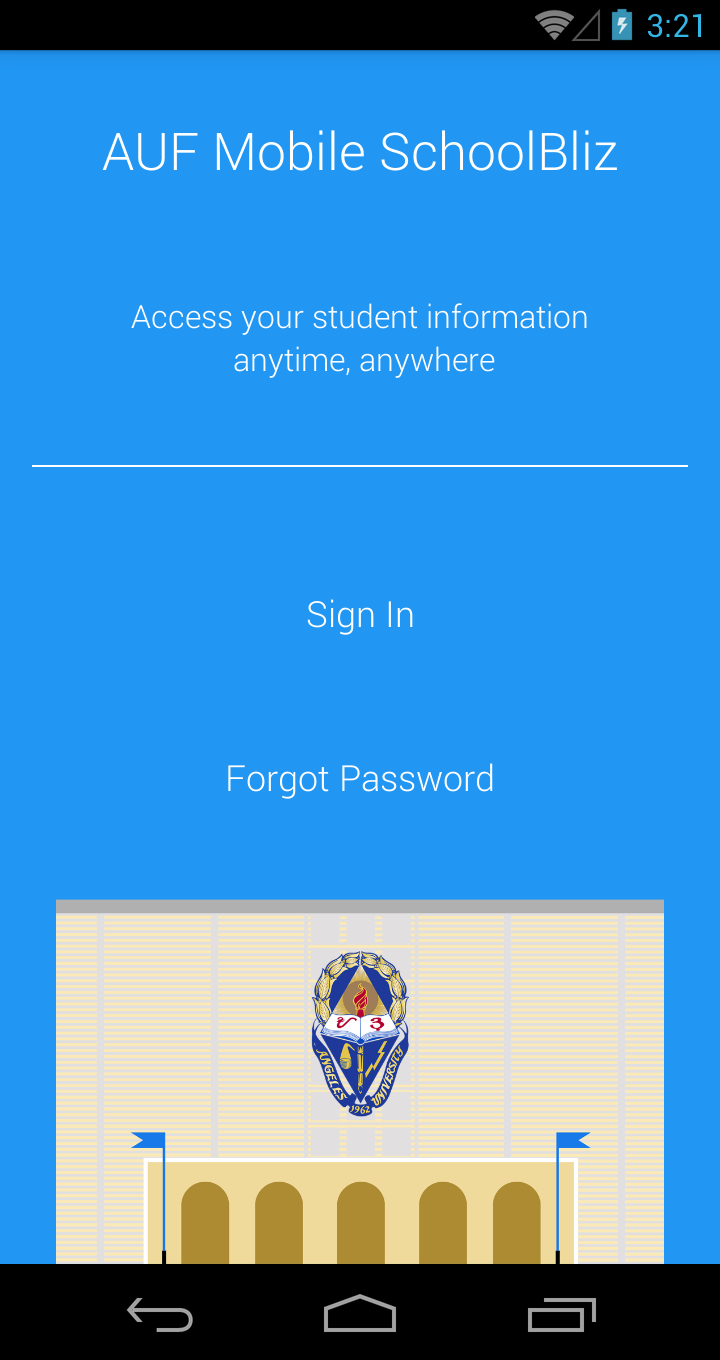 3:21
AUF Mobile SchoolBliz
Access your student information
anytime, anywhere
Sign In
Forgot Password
ANGELES UNIVERSITY
1962